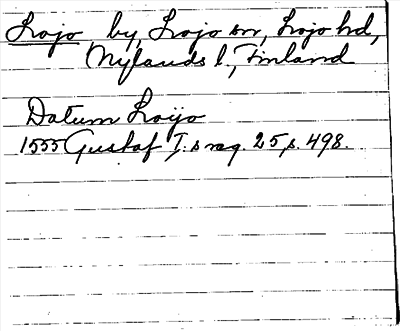 Lojo by, Lojo sn, Lojo hd,
Nylands l., Finland
Datum Loijo
1555 Gustaf I:s reg. 25 s. 498.